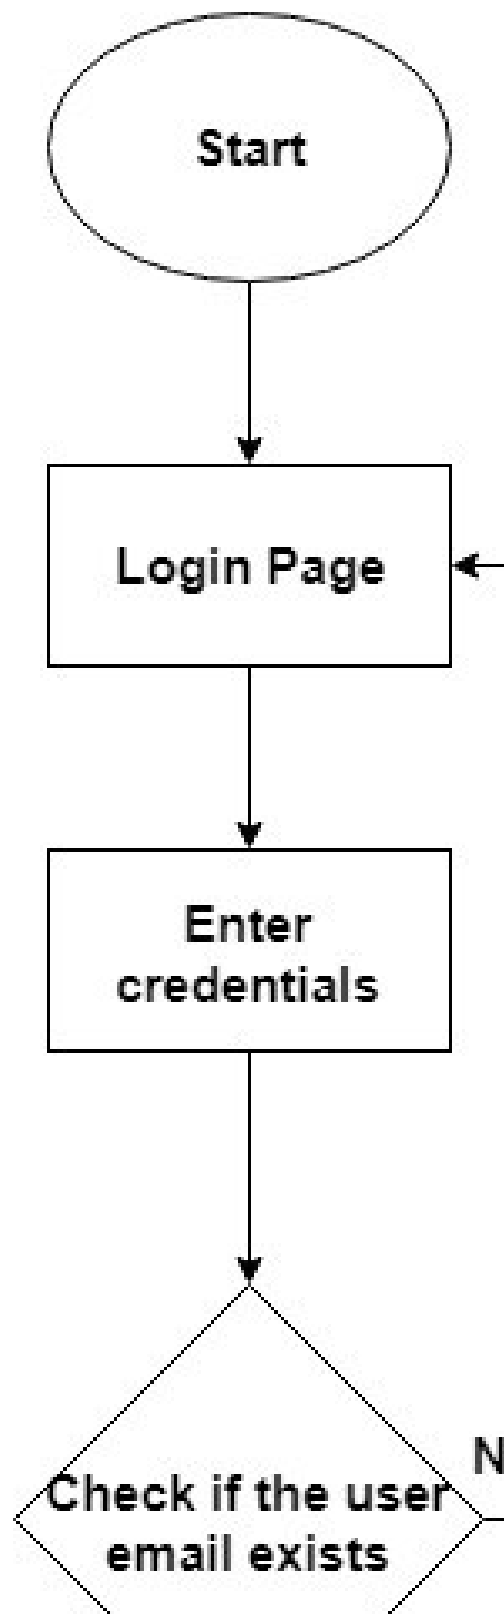 Start
Login Page
Enter
credentials
Check if the user
email exists